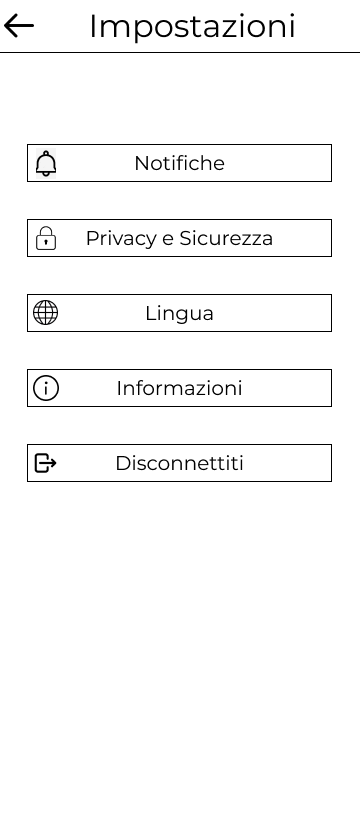 Impostazioni
Notifiche
Privacy e Sicurezza
Lingua
Informazioni
Disconnettiti